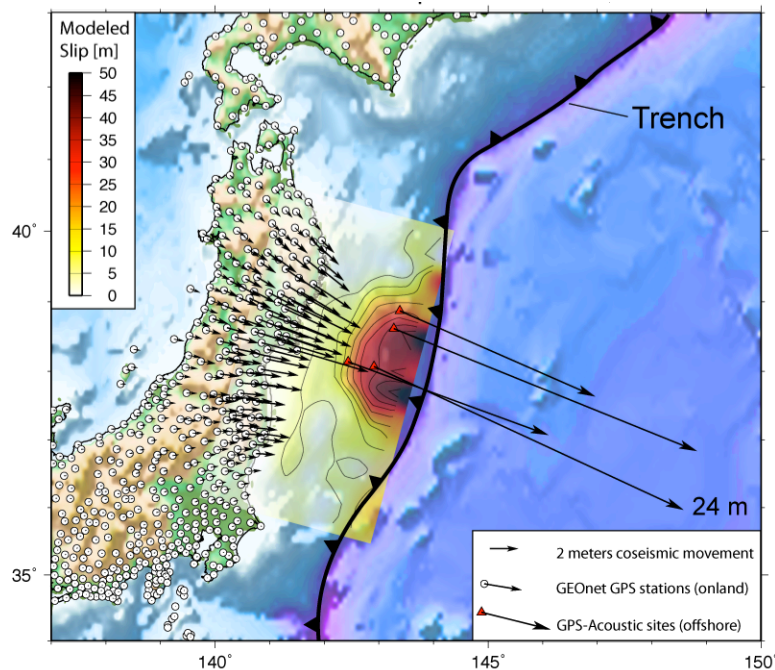 Modeled
Slip [m]
50
45
40
35
30
25
20
15
10
5
0
Trench
40°
35°
24 m
2 meters coseismic movement
GEOnet GPS stations (onland)
GPS-Acoustic sites (offshore)
140°
145°
150°